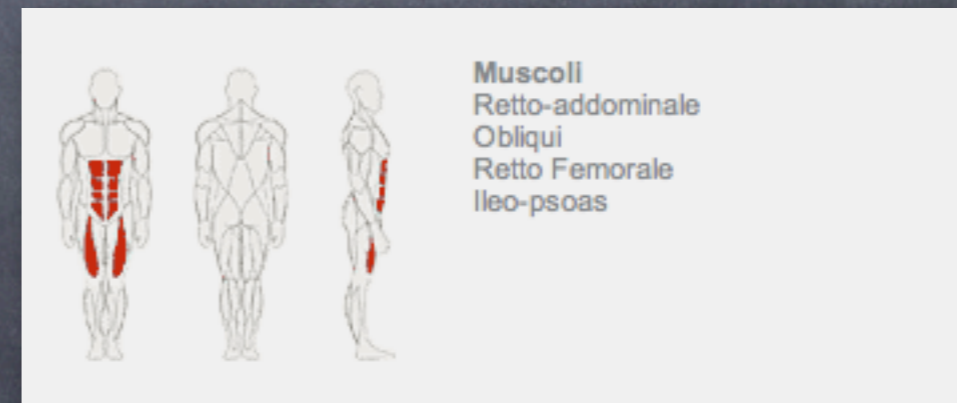 Muscoli
Retto-addominale
Obliqui
Retto Femorale
Ileo-psoas